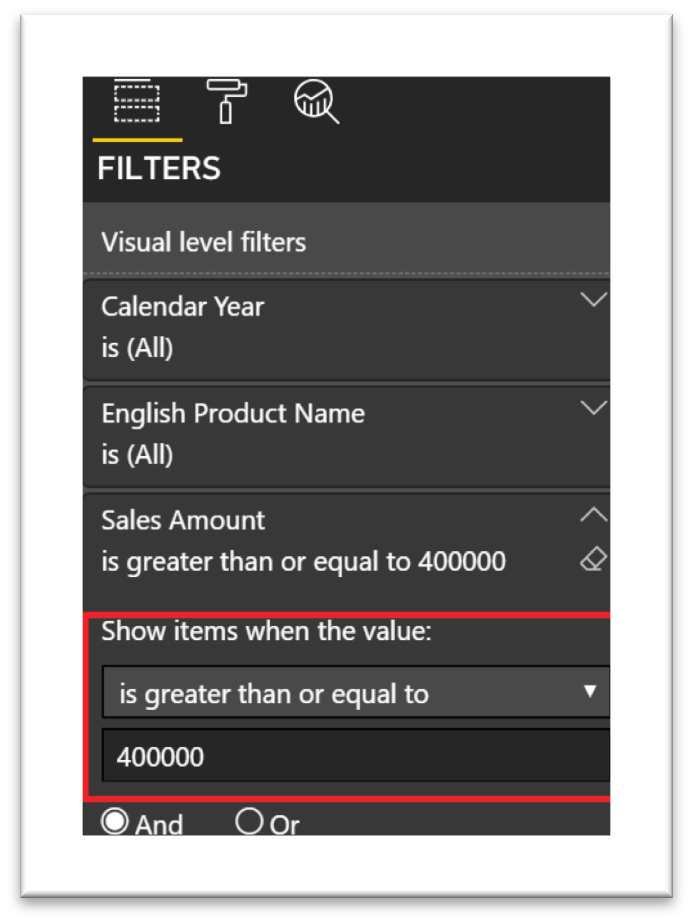 FILTERS
Visual level filters
Calendar Year
is (All)
English Product Name
is (All)
Sales Amount
is greater than or equal to 400000
Show items when the value:
is greater than or equal to
400000
And Or